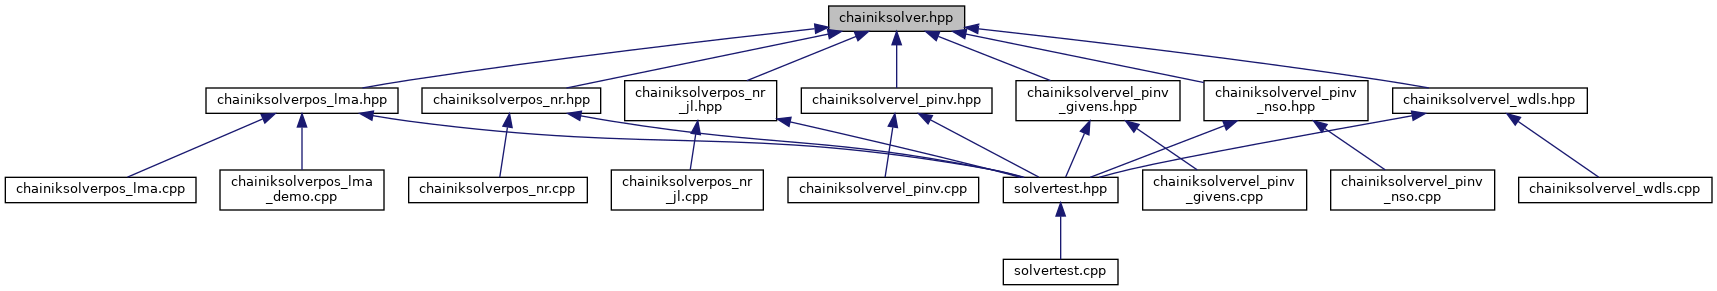 chainiksolver.hpp
chainiksolverpos_lma.hpp
chainiksolverpos_nr.hpp
chainiksolverpos_nr
_jl.hpp
chainiksolvervel_pinv.hpp
chainiksolvervel_pinv
_givens.hpp
chainiksolvervel_pinv
_nso.hpp
chainiksolvervel_wdls.hpp
chainiksolverpos_lma.cpp
chainiksolverpos_lma
_demo.cpp
chainiksolverpos_nr.cpp
chainiksolverpos_nr
_jl.cpp
chainiksolvervel_pinv.cpp
solvertest.hpp
chainiksolvervel_pinv
_givens.cpp
chainiksolvervel_pinv
_nso.cpp
chainiksolvervel_wdls.cpp
solvertest.cpp